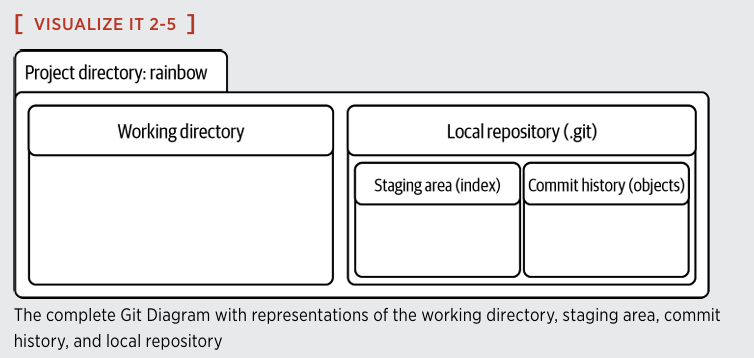 [ VISUALIZE IT 2-5 ]
Project directory: rainbow
Working directory
Local repository (.git)
Staging area (index)
Commit history (objects)
The complete Git Diagram with representations of the working directory, staging area, commit
history, and local repository